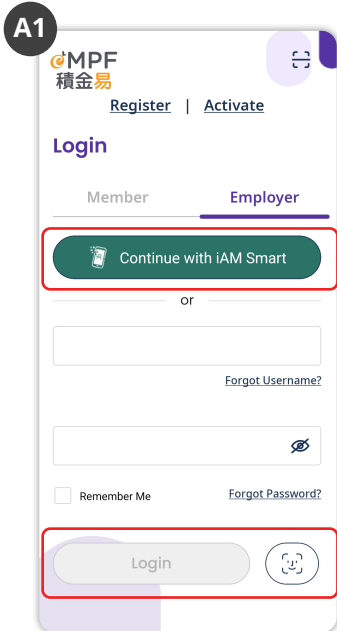 A1
eMPF
積金易
Register | Activate
Login
Member Employer
Continue with iAM Smart
or
Forgot Username?
Remember Me Forgot Password?
Login